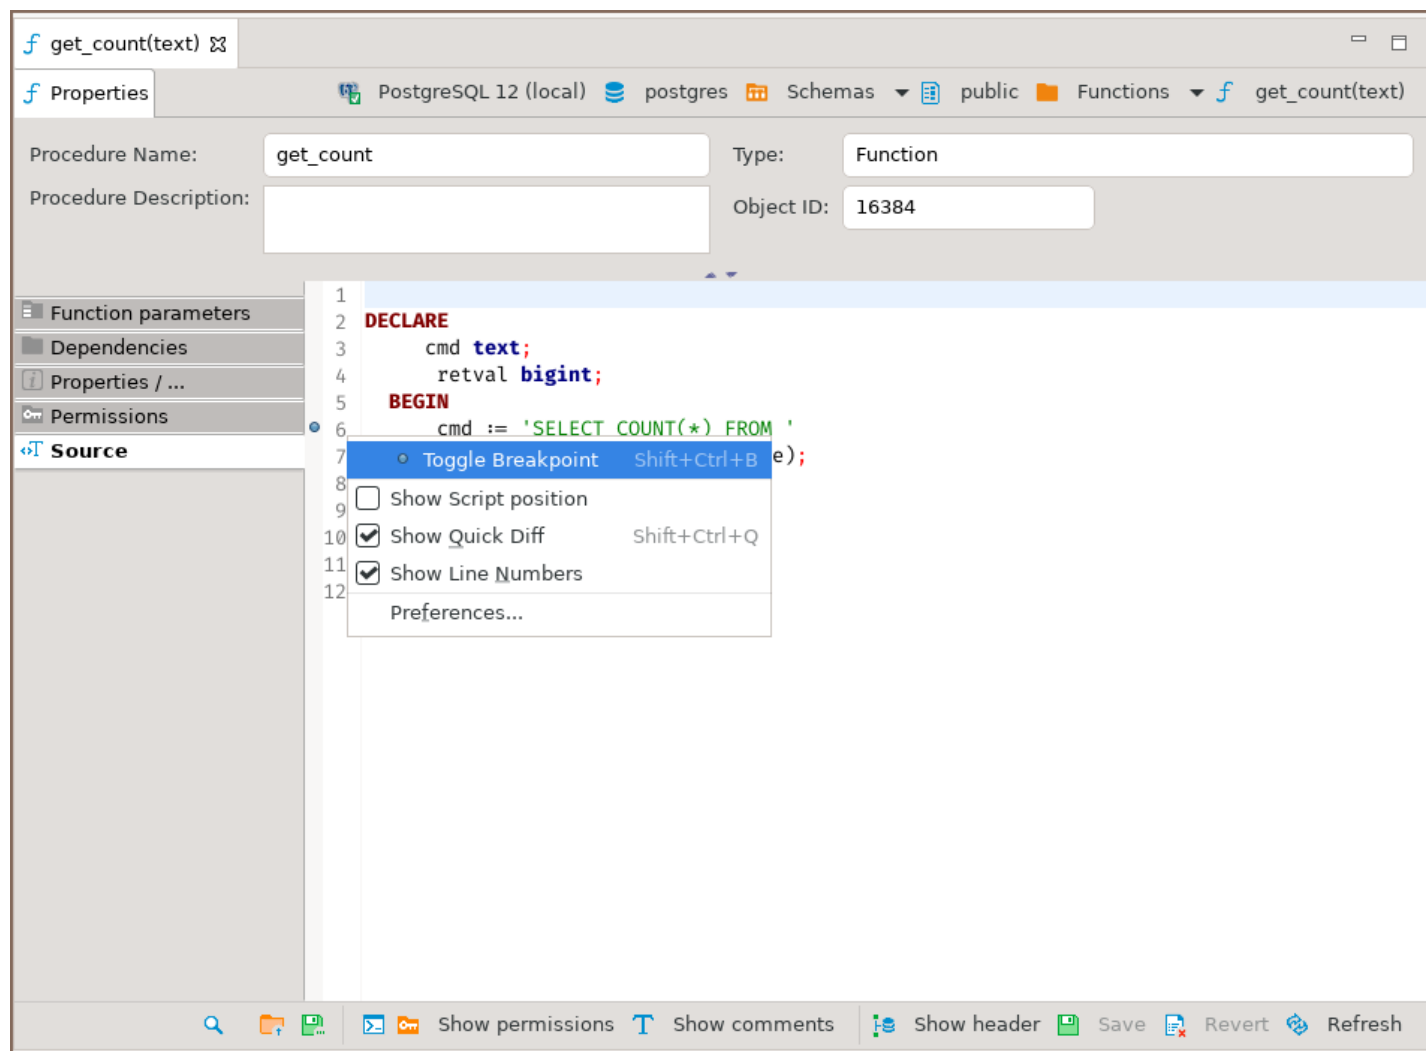 get_count(text)
Properties PostgreSQL 12 (local) postgres Schemas public Functions get_count(text)
Procedure Name: get_count Type: Function
Procedure Description: Object ID: 16384
Function parameters
Dependencies
Properties / ...
Permissions
Source
1
2 DECLARE
3 cmd text;
4 retval bigint;
5 BEGIN
6 cmd := 'SELECT COUNT(*) FROM '
7 e);
8
9
10
11
12
Toggle Breakpoint Shift+Ctrl+B
Show Script position
Show Quick Diff Shift+Ctrl+Q
Show Line Numbers
Preferences...
Show permissions T Show comments Show header Save Revert Refresh